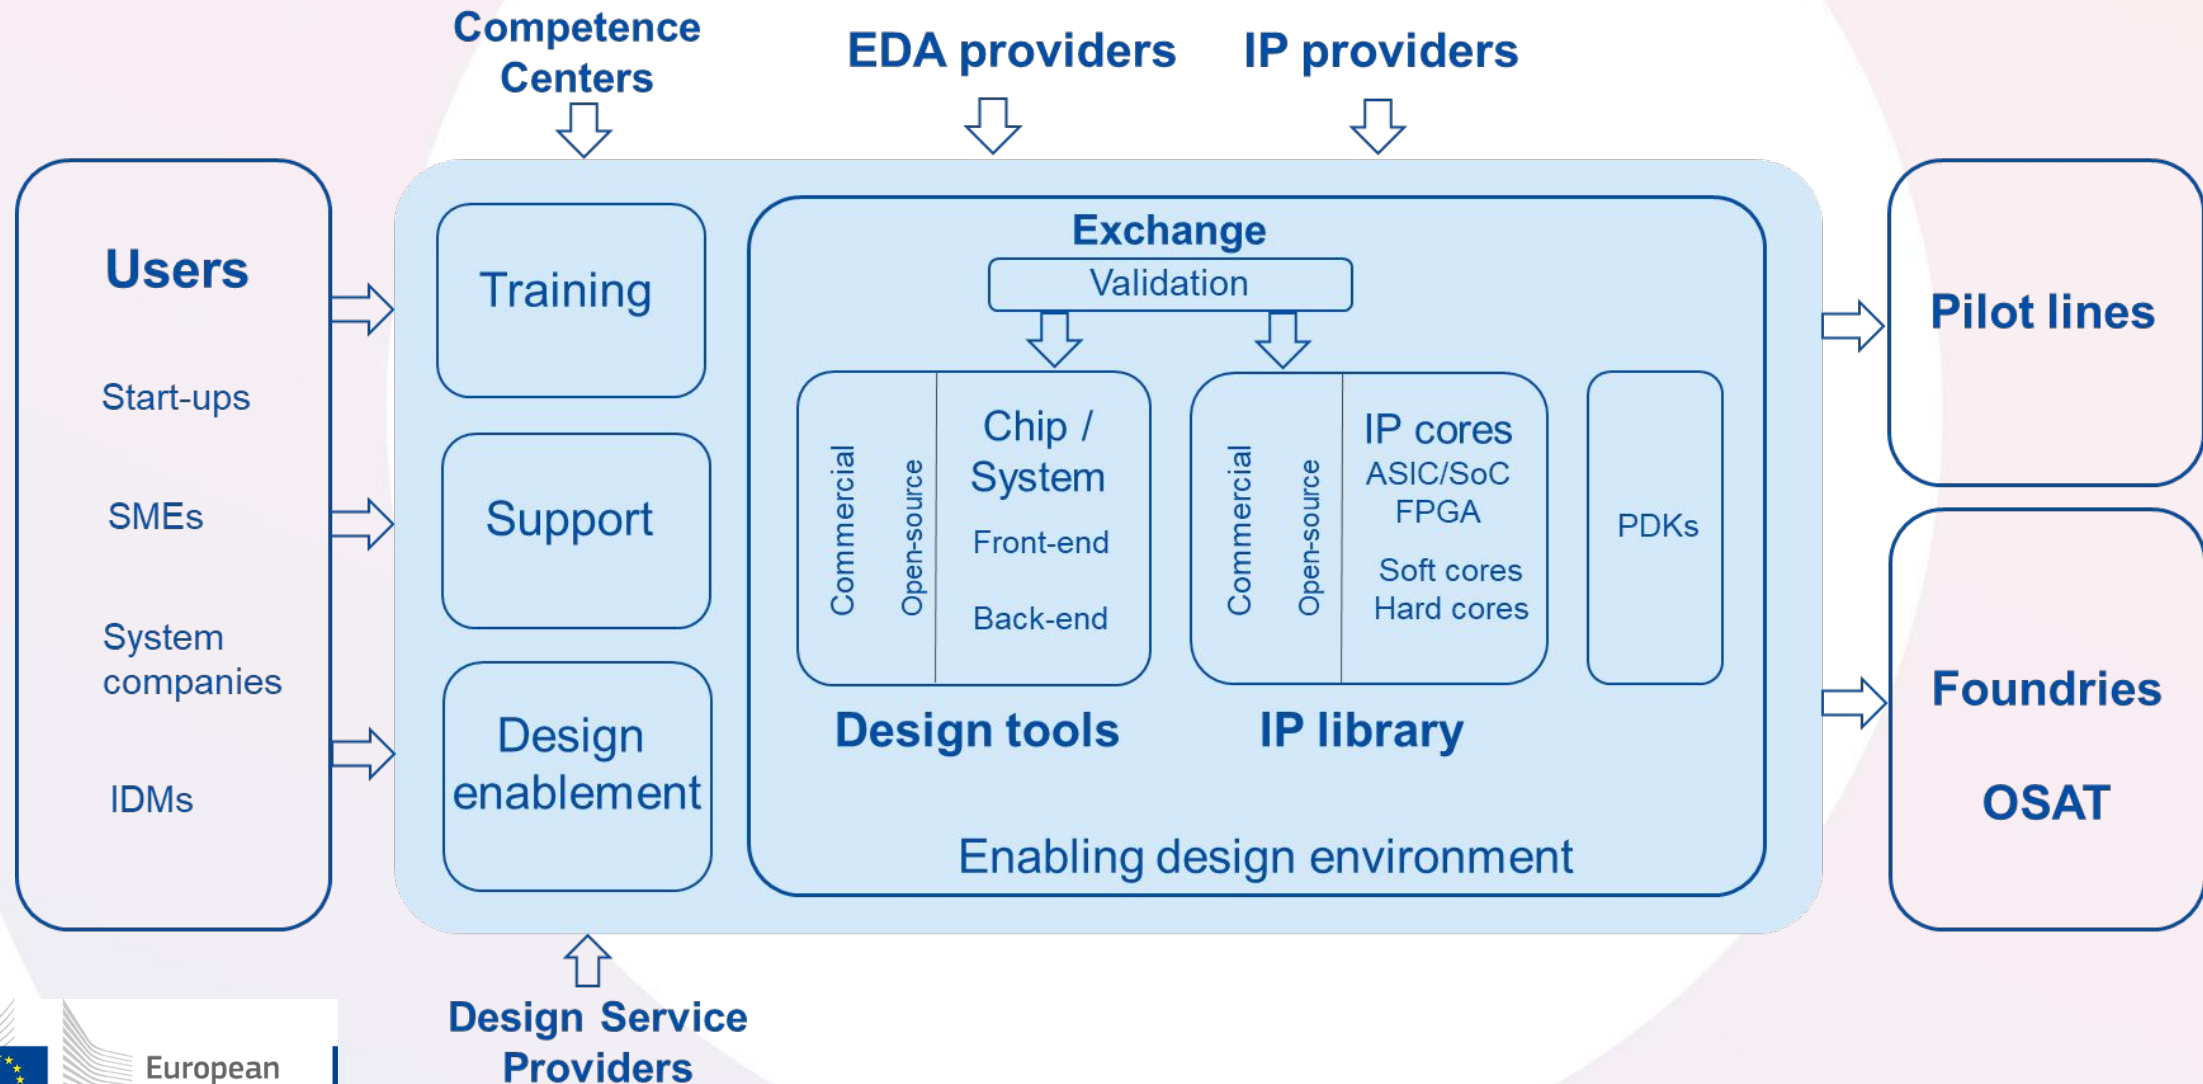 Competence
Centers
EDA providers
IP providers
Users
Start-ups
SMEs
System
companies
IDMs
Training
Support
Design
enablement
Exchange
Validation
Commercial
Open-source
Chip /
System
Front-end
Back-end
Design tools
Commercial
Open-source
IP cores
ASIC/SoC
FPGA
Soft cores
Hard cores
IP library
PDKs
Enabling design environment
Pilot lines
Foundries
OSAT
Design Service
Providers
European